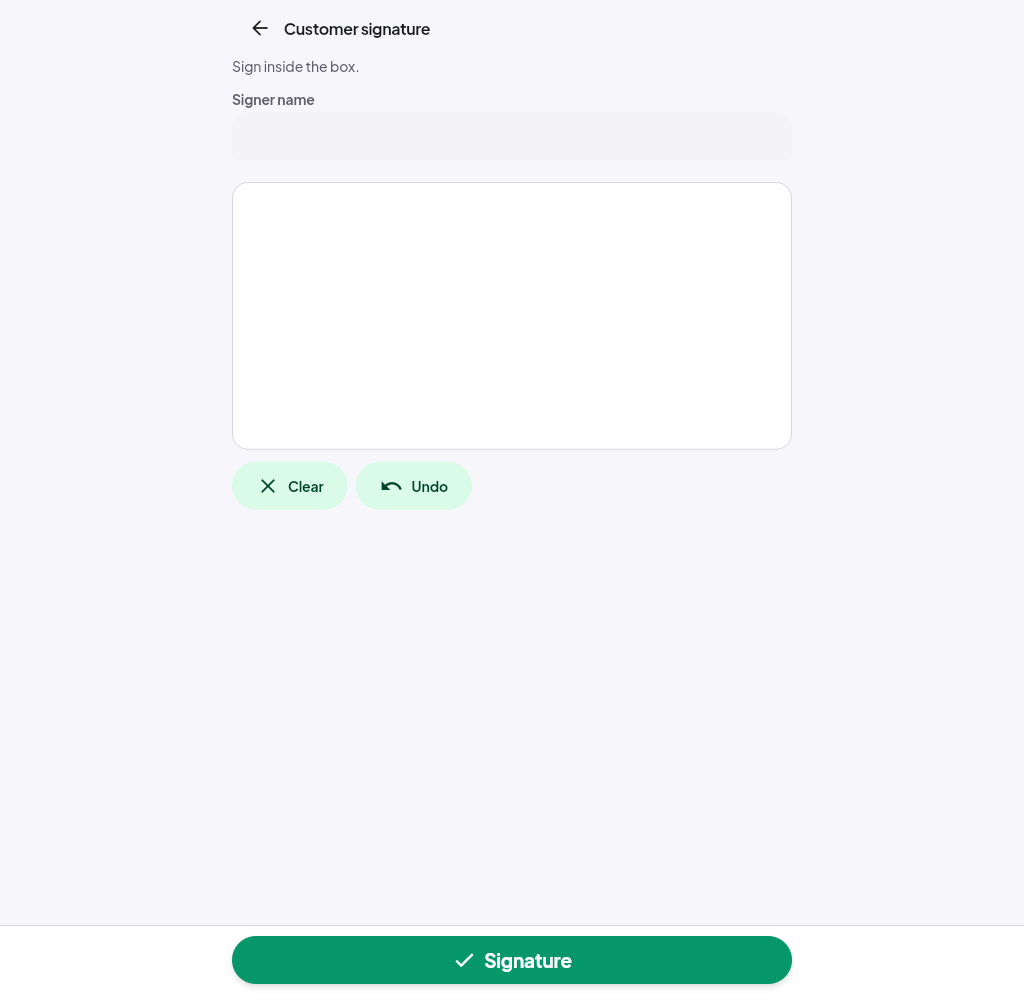 Customer signature
Sign inside the box.
Signer name
Clear
Undo
Signature